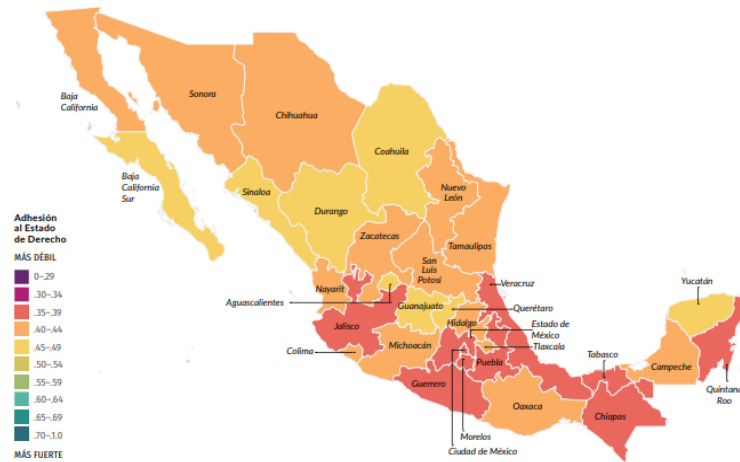 Baja
California
Sonora
Chihuahua
Coahuila
Baja
California
Sur
Sinaloa
Durango
Nuevo
León
Zacatecas
San
Luis
Potosí
Tamaulipas
Nayarit
Aguascalientes
Guanajuato
Veracruz
Querétaro
Hidalgo
Estado de
México
Tlaxcala
Jalisco
Colima
Michoacán
Puebla
Guerrero
Morelos
Ciudad de México
Oaxaca
Yucatán
Tabasco
Campeche
Quintana
Roo
Chiapas
Adhesión
al Estado
de Derecho
MÁS DÉBIL
0-.29
.30-.34
.35-.39
.40-.44
.45-.49
.50-.54
.55-.59
.60-.64
.65-.69
.70-1.0
MÁS FUERTE